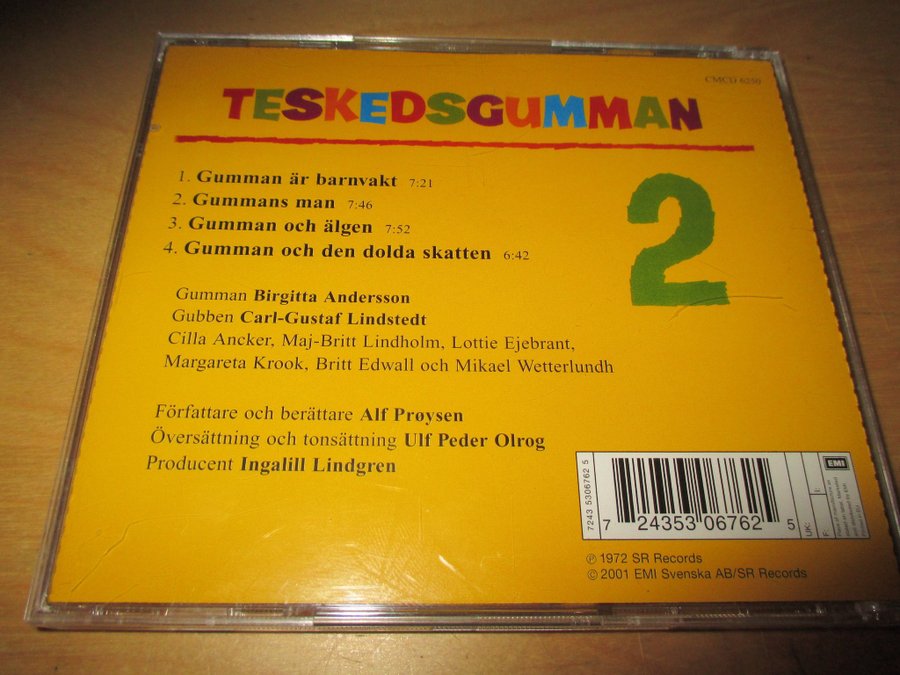 CMCD 6250
TESKEDSGUMMAN
1. Gumman är barnvakt 7:21
2. Gummans man 7:46
3. Gumman och älgen 7:52
4. Gumman och den dolda skatten 6:42
2
Gumman Birgitta Andersson
Gubben Carl-Gustaf Lindstedt
Cilla Ancker, Maj-Britt Lindholm, Lottie Ejebrant,
Margareta Krook, Britt Edwall och Mikael Wetterlundh
Författare och berättare Alf Prøysen
Översättning och tonsättning Ulf Peder Olrog
Producent Ingalill Lindgren
7243 5306762 5
7 24353 06762 5
UK:
F:
I:
EMI
℗ 1972 SR Records
© 2001 EMI Svenska AB/SR Records